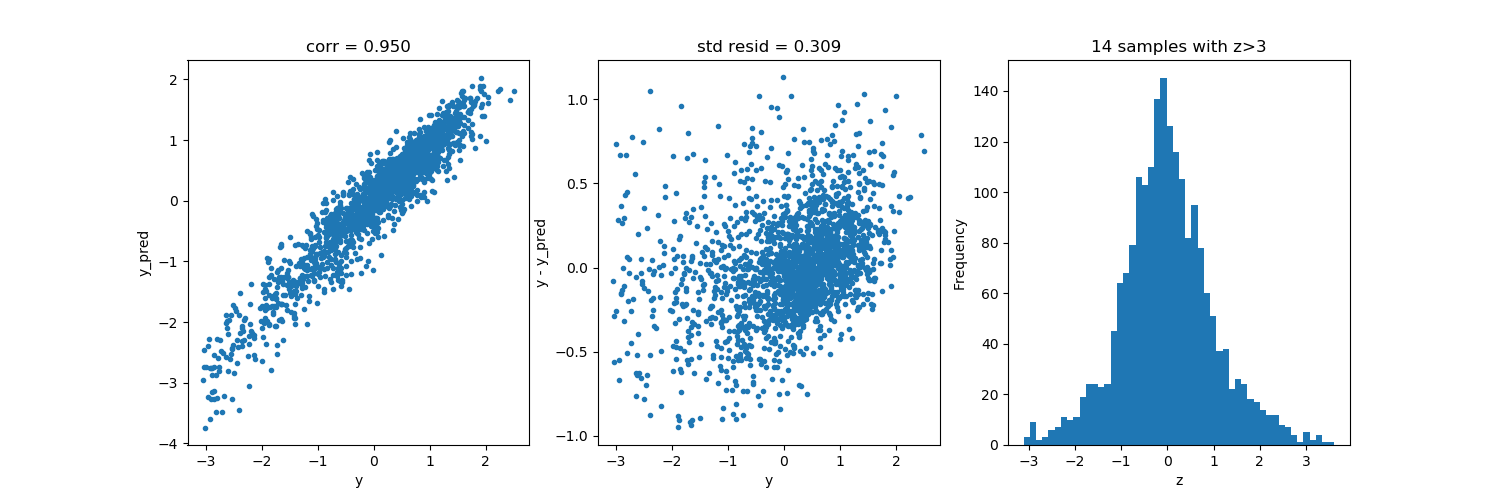 corr = 0.950
y_pred
2
1
0
−1
−2
−3
−4
−3 −2 −1 0 1 2
y
std resid = 0.309
y - y_pred
1.0
0.5
0.0
−0.5
−1.0
−3 −2 −1 0 1 2
y
14 samples with z>3
Frequency
140
120
100
80
60
40
20
0
−3 −2 −1 0 1 2 3
z